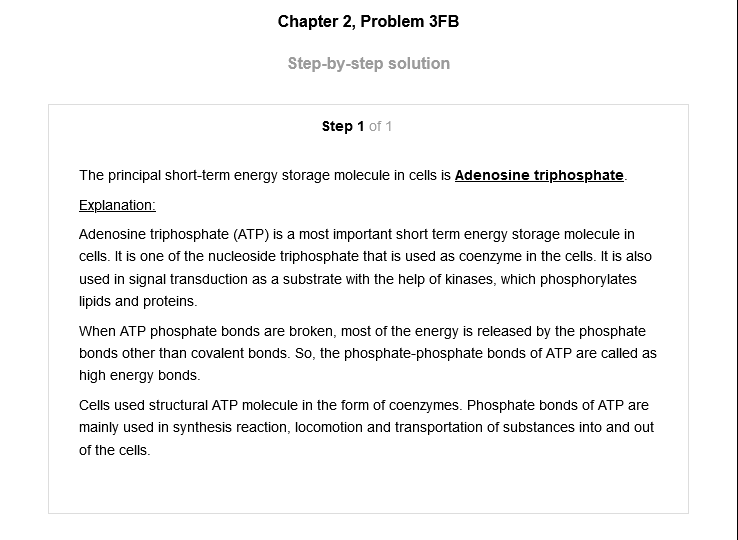 Chapter 2, Problem 3FB
Step-by-step solution
Step 1 of 1
The principal short-term energy storage molecule in cells is Adenosine triphosphate.
Explanation:
Adenosine triphosphate (ATP) is a most important short term energy storage molecule in
cells. It is one of the nucleoside triphosphate that is used as coenzyme in the cells. It is also
used in signal transduction as a substrate with the help of kinases, which phosphorylates
lipids and proteins.
When ATP phosphate bonds are broken, most of the energy is released by the phosphate
bonds other than covalent bonds. So, the phosphate-phosphate bonds of ATP are called as
high energy bonds.
Cells used structural ATP molecule in the form of coenzymes. Phosphate bonds of ATP are
mainly used in synthesis reaction, locomotion and transportation of substances into and out
of the cells.